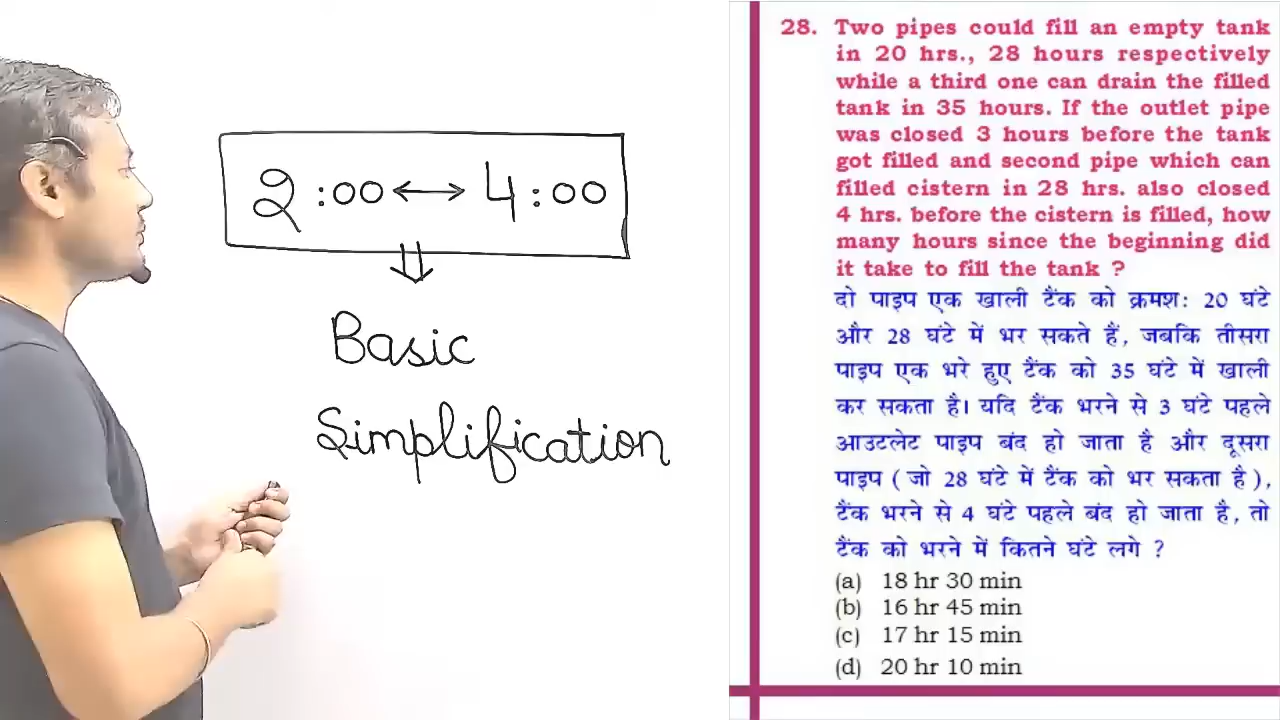 2:00 ↔ 4:00
⇓
Basic
Simplification
28. Two pipes could fill an empty tank
in 20 hrs., 28 hours respectively
while a third one can drain the filled
tank in 35 hours. If the outlet pipe
was closed 3 hours before the tank
got filled and second pipe which can
filled cistern in 28 hrs. also closed
4 hrs. before the cistern is filled, how
many hours since the beginning did
it take to fill the tank ?
दो पाइप एक खाली टैंक को क्रमश: 20 घंटे
और 28 घंटे में भर सकते हैं, जबकि तीसरा
पाइप एक भरे हुए टैंक को 35 घंटे में खाली
कर सकता है। यदि टैंक भरने से 3 घंटे पहले
आउटलेट पाइप बंद हो जाता है और दूसरा
पाइप ( जो 28 घंटे में टैंक को भर सकता है ),
टैंक भरने से 4 घंटे पहले बंद हो जाता है, तो
टैंक को भरने में कितने घंटे लगे ?
(a) 18 hr 30 min
(b) 16 hr 45 min
(c) 17 hr 15 min
(d) 20 hr 10 min